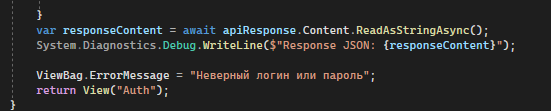 }
var responseContent = await apiResponse.Content.ReadAsStringAsync();
System.Diagnostics.Debug.WriteLine($"Response JSON: {responseContent}");
ViewBag.ErrorMessage = "Неверный логин или пароль";
return View("Auth");
}